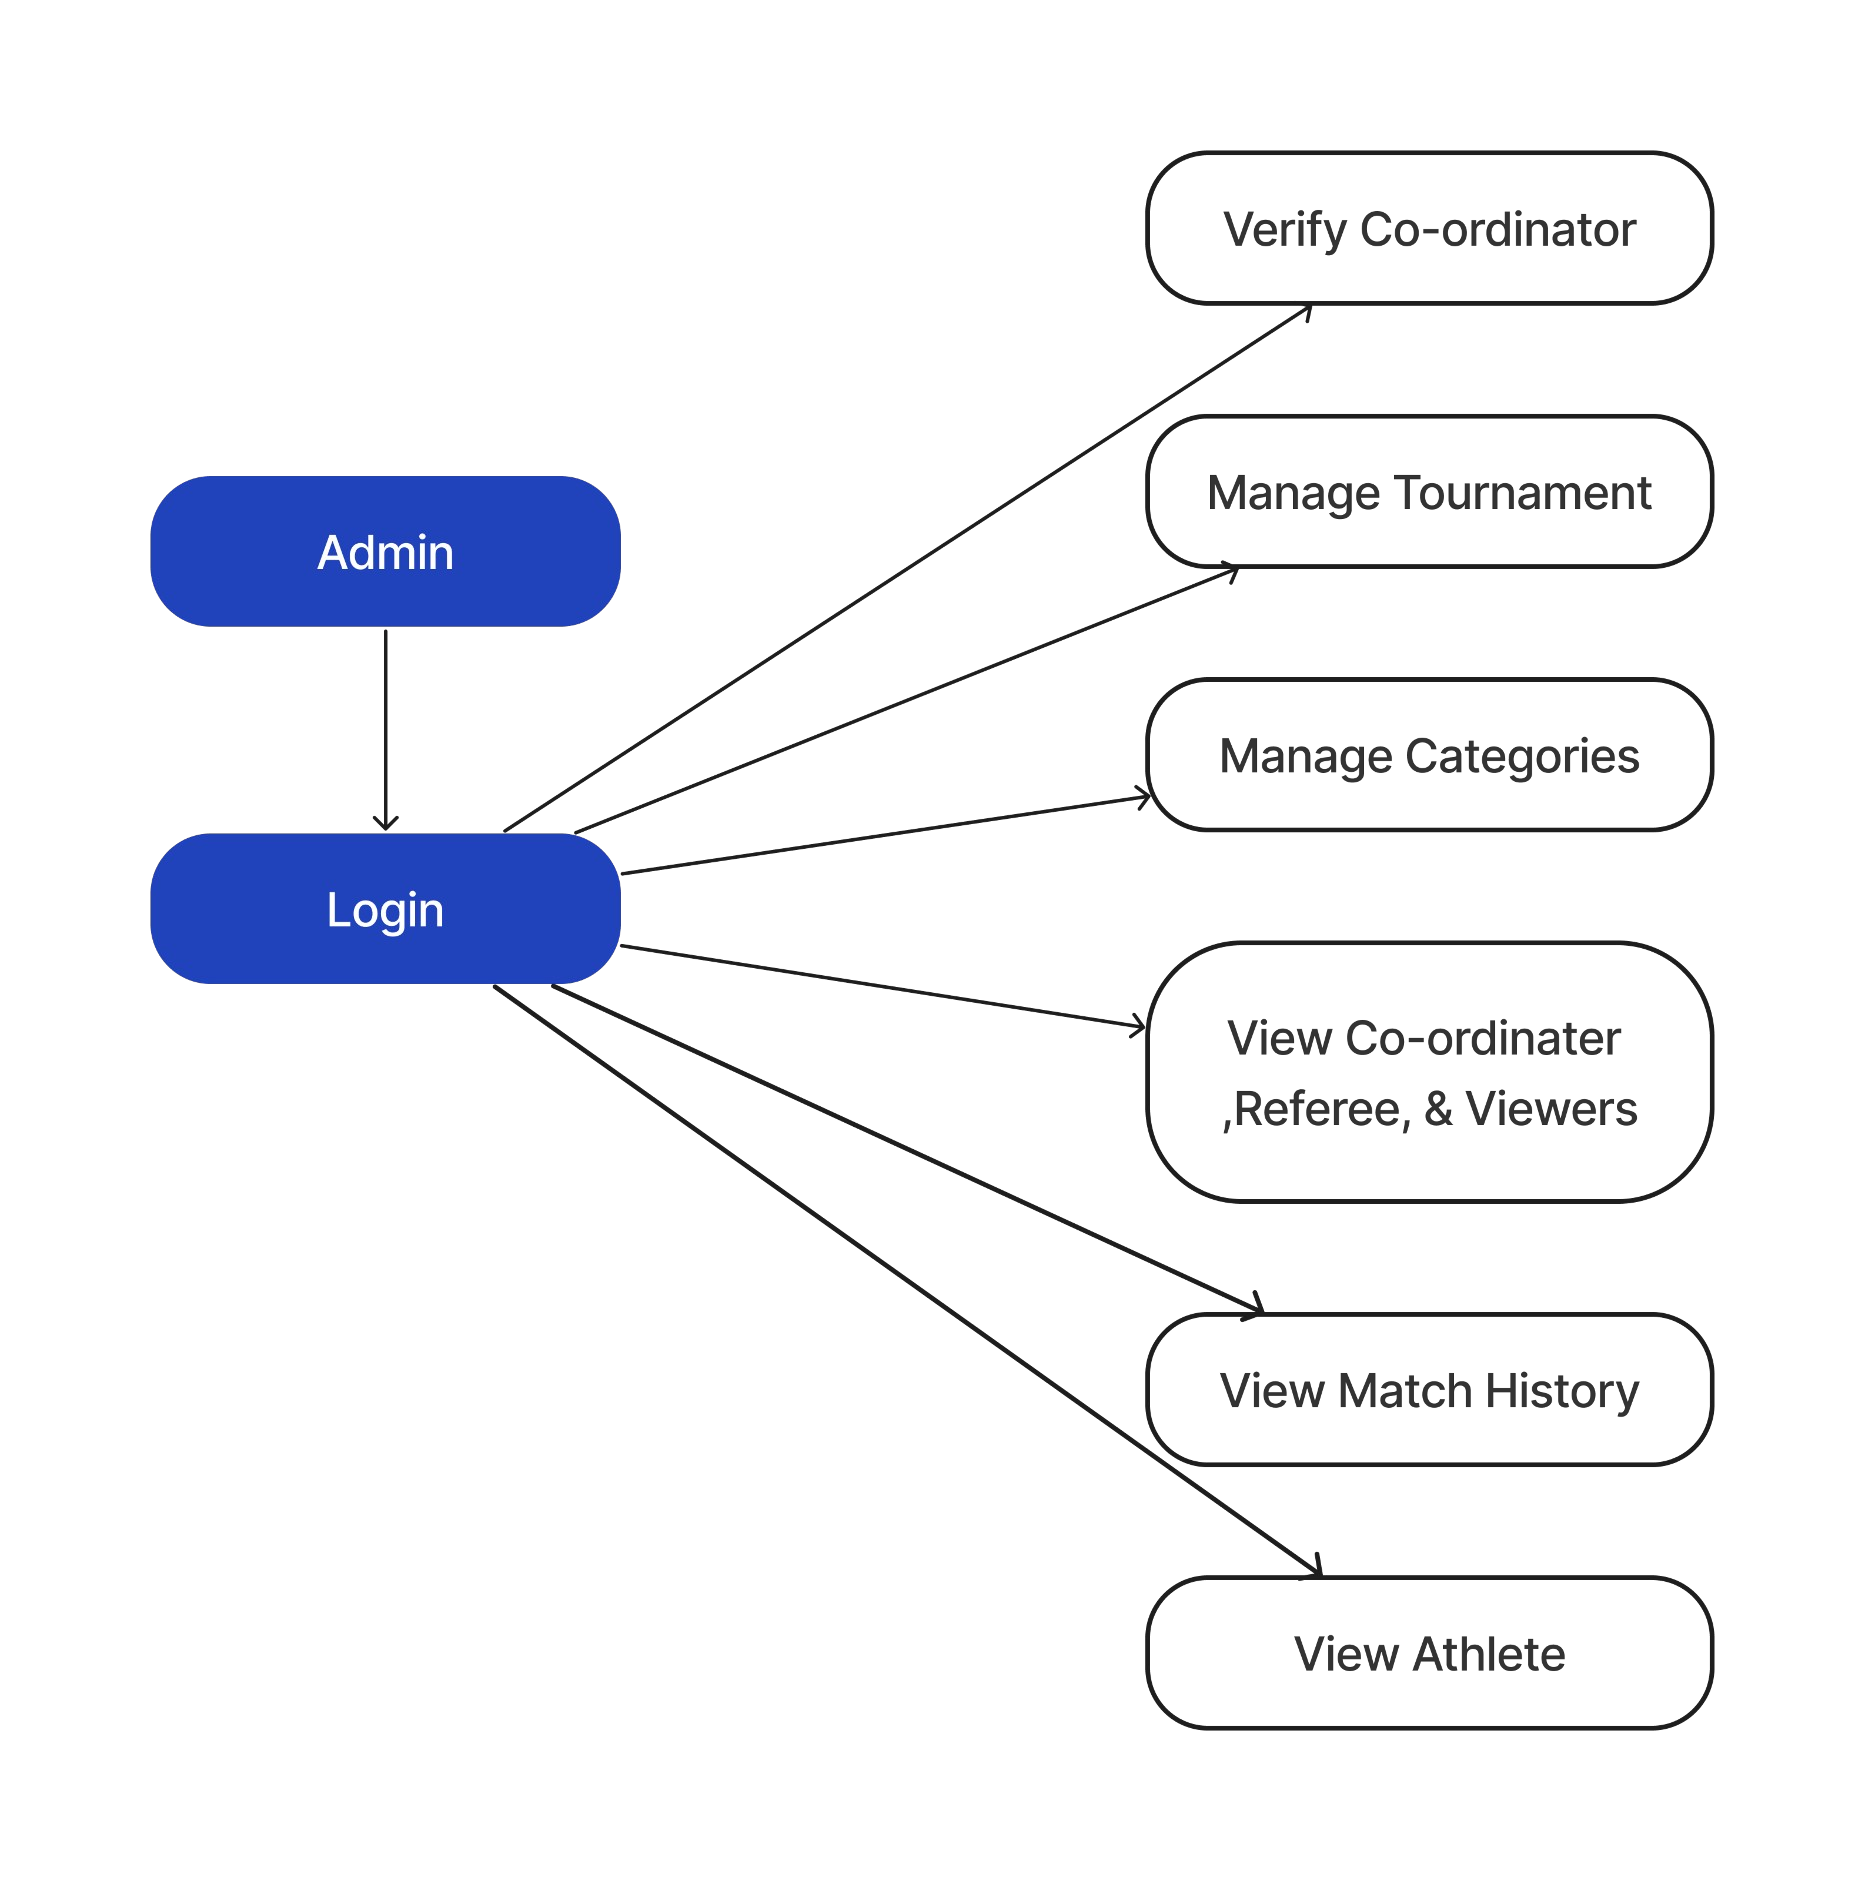 Admin
Login
Verify Co-ordinator
Manage Tournament
Manage Categories
View Co-ordinater
,Referee, & Viewers
View Match History
View Athlete